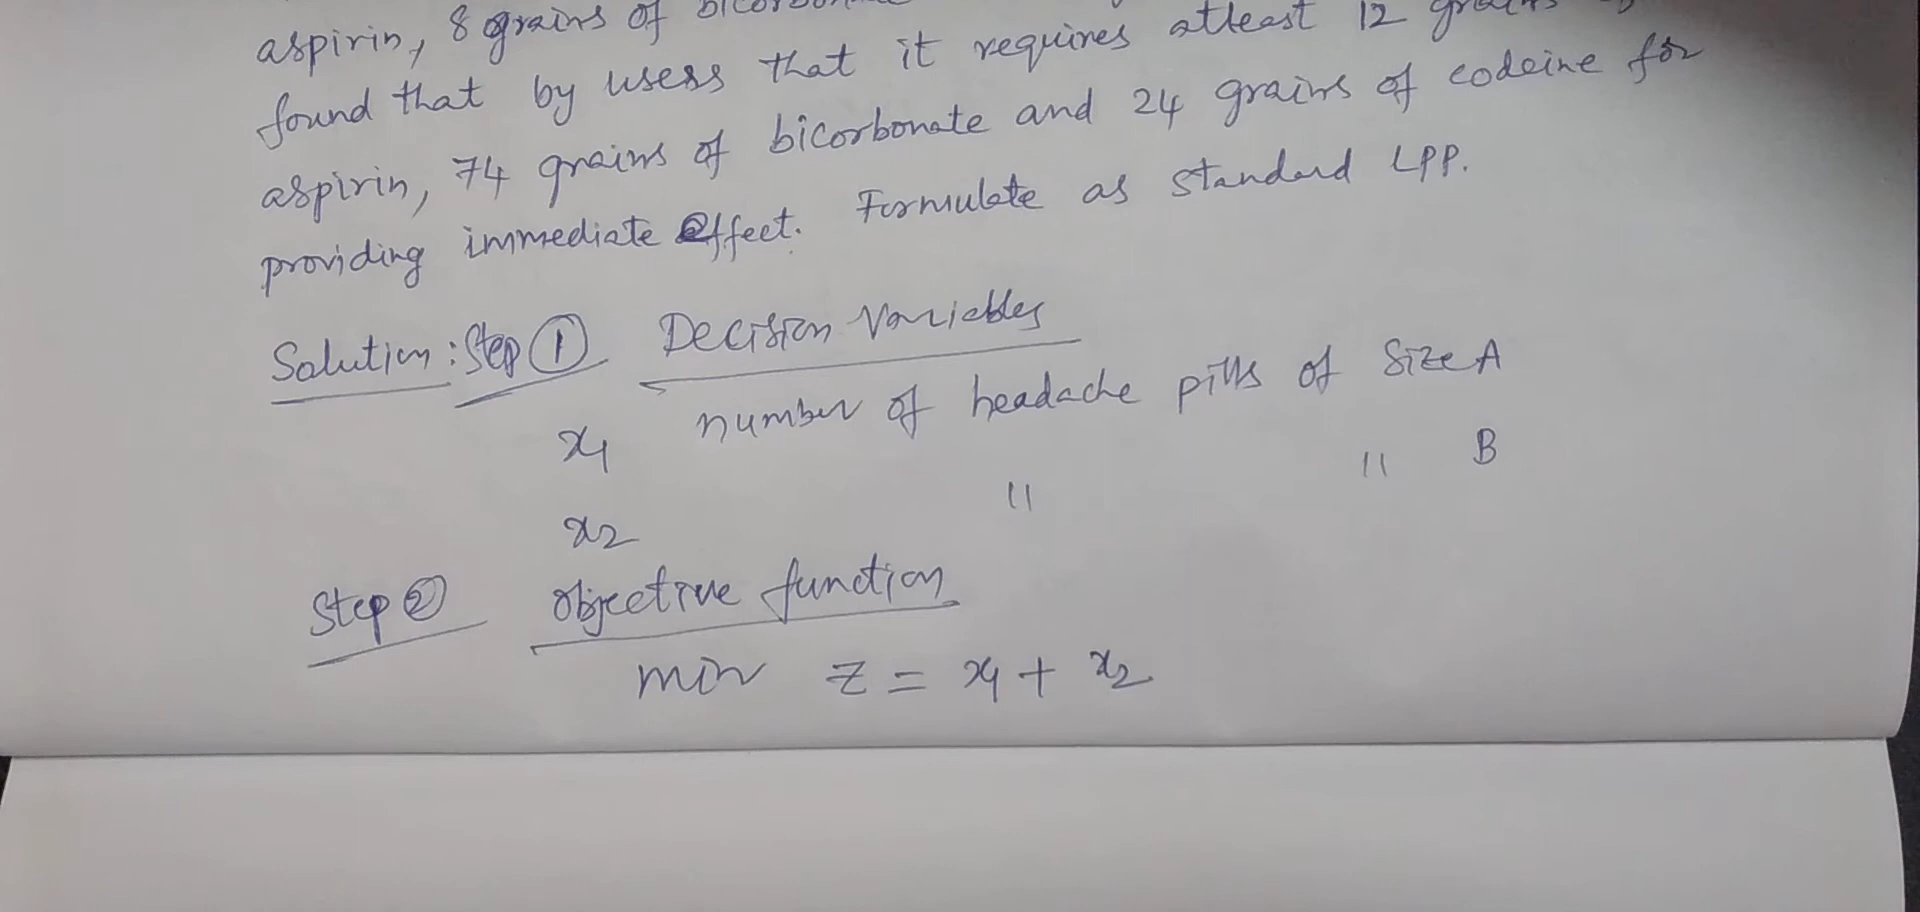 aspirin, 8 grains of
found that by usess that it requires atleast 12
aspirin, 74 grains of bicorbonate and 24 grains of codeine for
providing immediate effect. Formulate as standard LPP.
Solution : Step ① Decision Variables
x1 number of headache pills of Size A
x2 " " B
Step ② objective function
min Z = x1 + x2